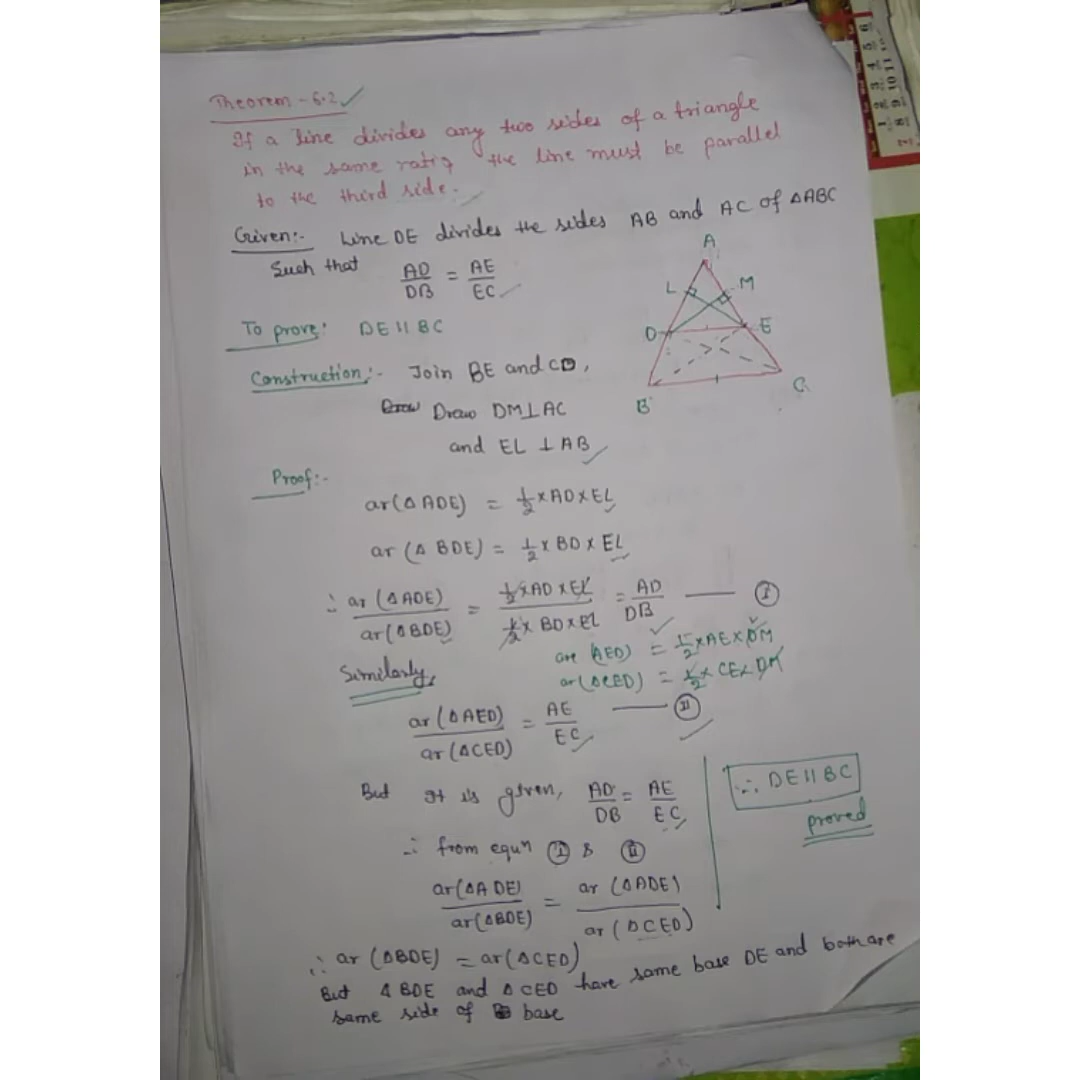 Theorem - 6.2 ✓
If a line divides any two sides of a triangle
in the same ratio, the line must be parallel
to the third side.
Given:- Line DE divides the sides AB and AC of ΔABC
Such that AD/DB = AE/EC
A
L
M
D
E
B
C
To prove: DE || BC
Construction:- Join BE and CD,
Draw DM⊥AC
and EL ⊥ AB
Proof:-
ar(Δ ADE) = 1/2 × AD × EL
ar (Δ BDE) = 1/2 × BD × EL
∴ ar (Δ ADE)/ar (Δ BDE) = 1/2 × AD × EL / 1/2 × BD × EL = AD/DB —— I
Similarly,
are (AED) = 1/2 × AE × DM
ar (Δ CED) = 1/2 × CE × DM
ar (Δ AED)/ar (Δ CED) = AE/EC —— II
But It is given, AD/DB = AE/EC
∴ from equn I & II
ar(Δ ADE)/ar(Δ BDE) = ar (Δ ADE)/ar (Δ CED)
∴ ar (Δ BDE) = ar(Δ CED)
But Δ BDE and Δ CED have same base DE and both are
same side of base
∴ DE || BC
proved